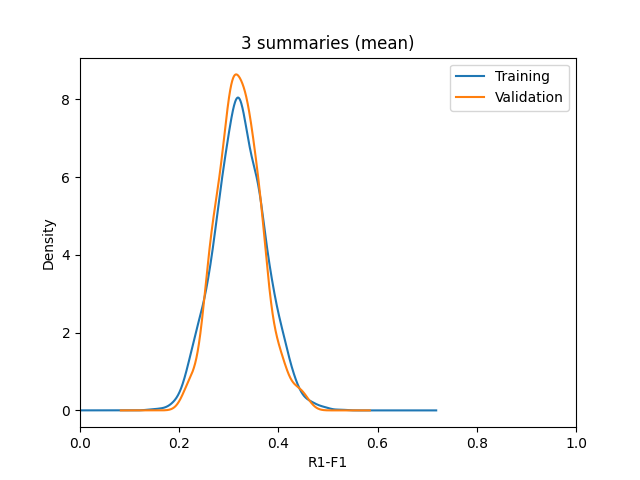 3 summaries (mean)
Training
Validation
Density
8
6
4
2
0
0.0 0.2 0.4 0.6 0.8 1.0
R1-F1